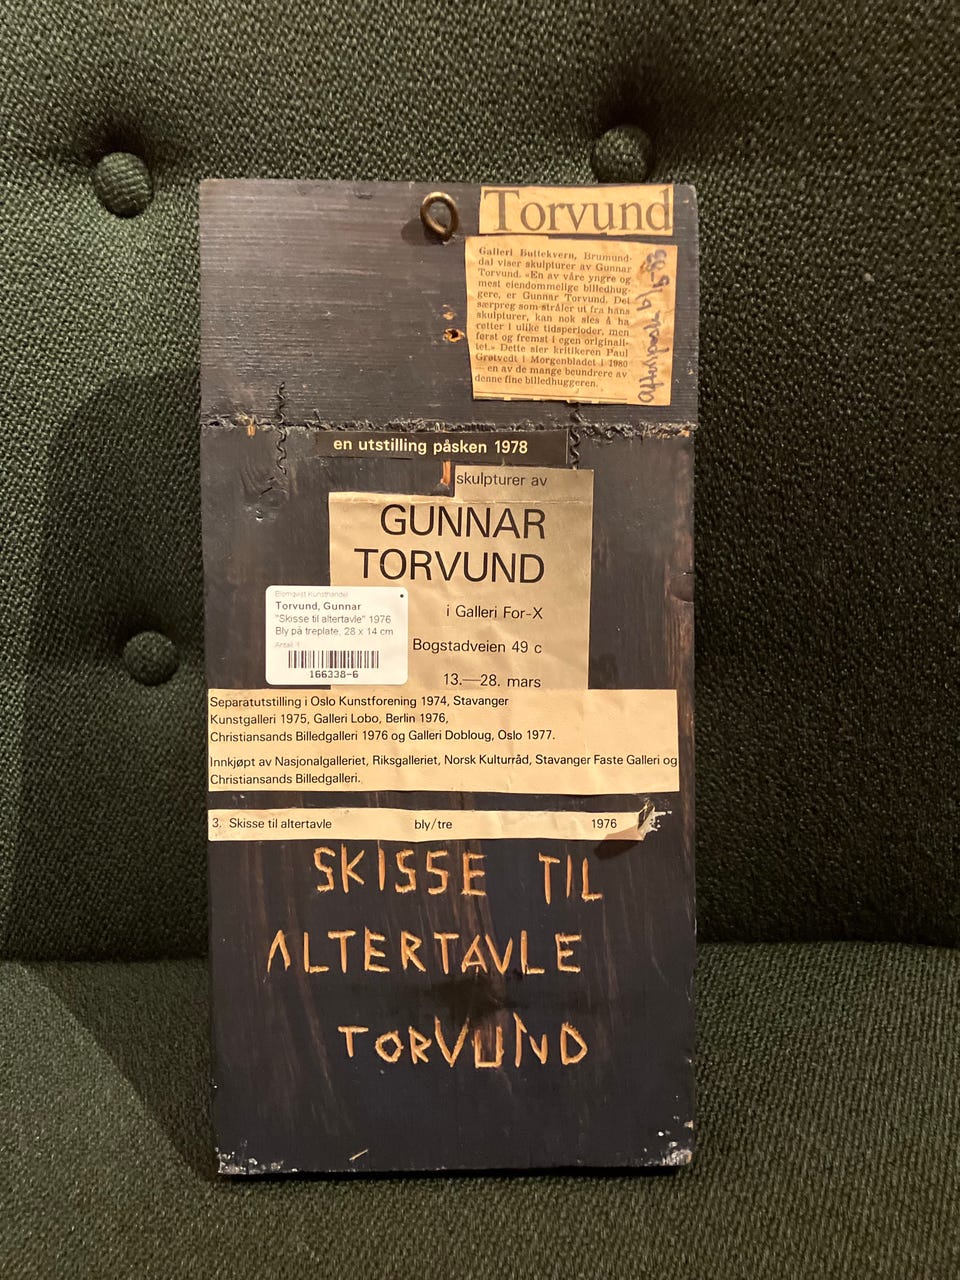 Torvund
Galleri Buttekvern, Brumund-
dal viser skulpturer av Gunnar
Torvund. «En av våre yngre og
mest eiendommelige billedhug-
gere, er Gunnar Torvund. Det
særpreg som stråler ut fra hans
skulpturer, kan nok sies å ha
røtter i ulike tidsperioder, men
først og fremst i egen originali-
tet.» Dette sier kritikeren Paul
Grøtvedt i Morgenbladet i 1980
— en av de mange beundrere av
denne fine billedhuggeren.
en utstilling påsken 1978
skulpturer av
GUNNAR
TORVUND
i Galleri For-X
Bogstadveien 49 c
13.—28. mars
Blomqvist Kunsthandel
Torvund, Gunnar
"Skisse til altertavle" 1976
Bly på treplate, 28 x 14 cm
Antall: 1
166338-6
Separatutstilling i Oslo Kunstforening 1974, Stavanger
Kunstgalleri 1975, Galleri Lobo, Berlin 1976,
Christiansands Billedgalleri 1976 og Galleri Dobloug, Oslo 1977.
Innkjøpt av Nasjonalgalleriet, Riksgalleriet, Norsk Kulturråd, Stavanger Faste Galleri og
Christiansands Billedgalleri.
3. Skisse til altertavle bly/tre 1976
SKISSE TIL
ALTERTAVLE
TORVUND